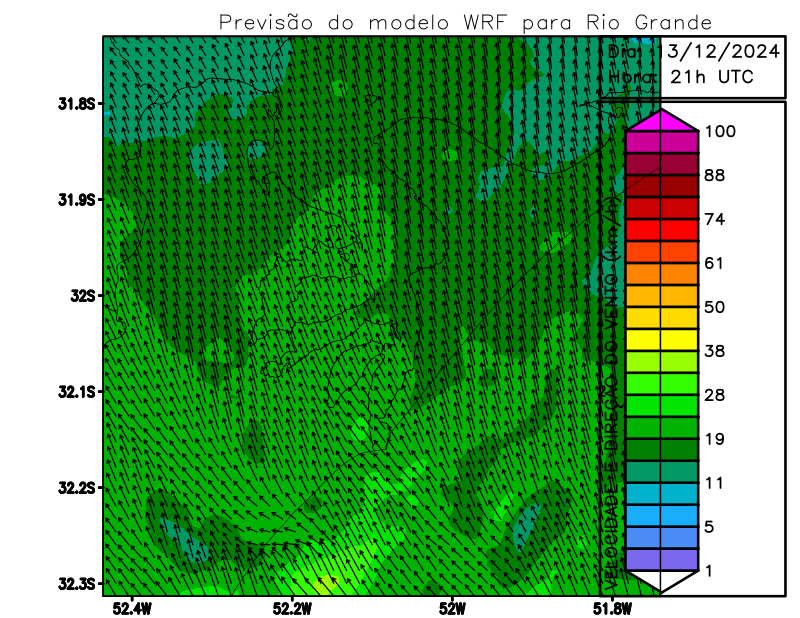 Previsão do modelo WRF para Rio Grande
Dia: 13/12/2024
Hora: 21h UTC
31.8S
31.9S
32S
32.1S
32.2S
32.3S
52.4W
52.2W
52W
51.8W
VELOCIDADE E DIREÇÃO DO VENTO (km/h)
100
88
74
61
50
38
28
19
11
5
1